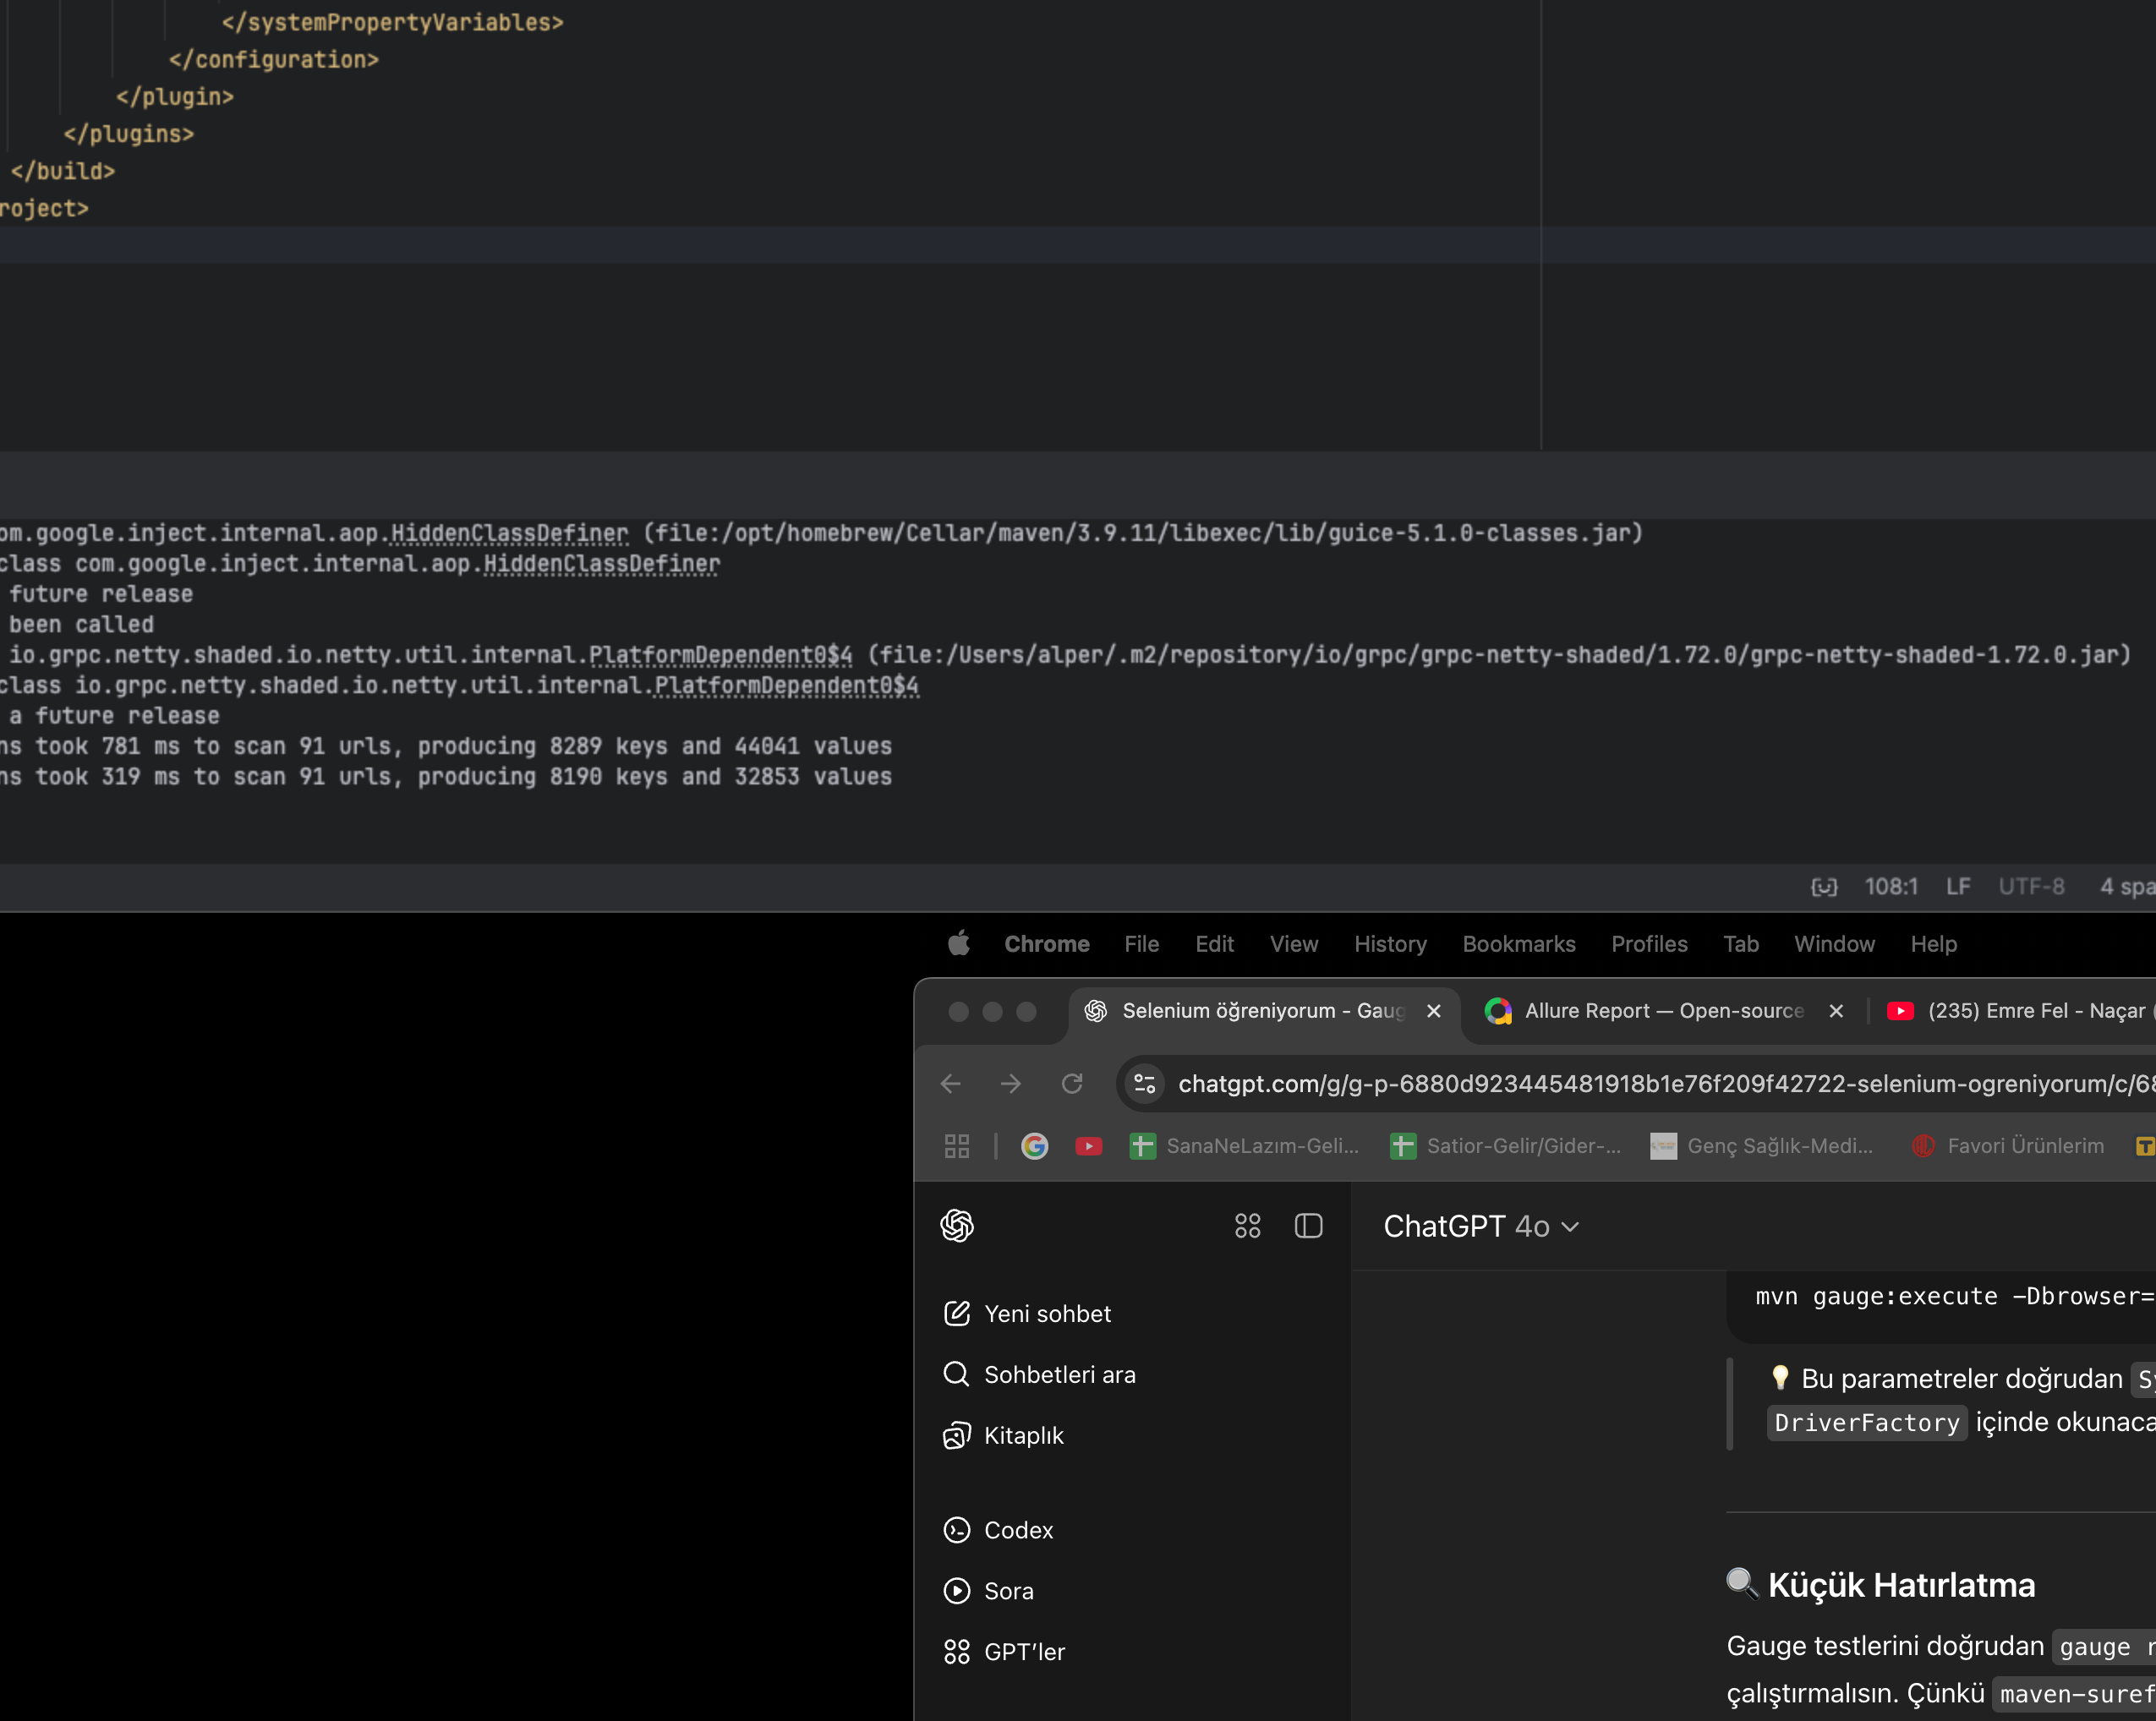 </systemPropertyVariables>
</configuration>
</plugin>
</plugins>
</build>
roject>
om.google.inject.internal.aop.HiddenClassDefiner (file:/opt/homebrew/Cellar/maven/3.9.11/libexec/lib/guice-5.1.0-classes.jar)
class com.google.inject.internal.aop.HiddenClassDefiner
future release
been called
io.grpc.netty.shaded.io.netty.util.internal.PlatformDependent0$4 (file:/Users/alper/.m2/repository/io/grpc/grpc-netty-shaded/1.72.0/grpc-netty-shaded-1.72.0.jar)
class io.grpc.netty.shaded.io.netty.util.internal.PlatformDependent0$4
a future release
ns took 781 ms to scan 91 urls, producing 8289 keys and 44041 values
ns took 319 ms to scan 91 urls, producing 8190 keys and 32853 values
108:1 LF UTF-8 4 spa
Chrome File Edit View History Bookmarks Profiles Tab Window Help
Selenium öğreniyorum - Gaug Allure Report — Open-source (235) Emre Fel - Naçar (
chatgpt.com/g/g-p-6880d923445481918b1e76f209f42722-selenium-ogreniyorum/c/68
SanaNeLazım-Geli... Satior-Gelir/Gider-... Genç Sağlık-Medi... Favori Ürünlerim
ChatGPT 4o
Yeni sohbet
Sohbetleri ara
Kitaplık
Codex
Sora
GPT'ler
mvn gauge:execute -Dbrowser=
💡 Bu parametreler doğrudan Sy
DriverFactory içinde okunaca
🔍 Küçük Hatırlatma
Gauge testlerini doğrudan gauge r
çalıştırmalısın. Çünkü maven-suref